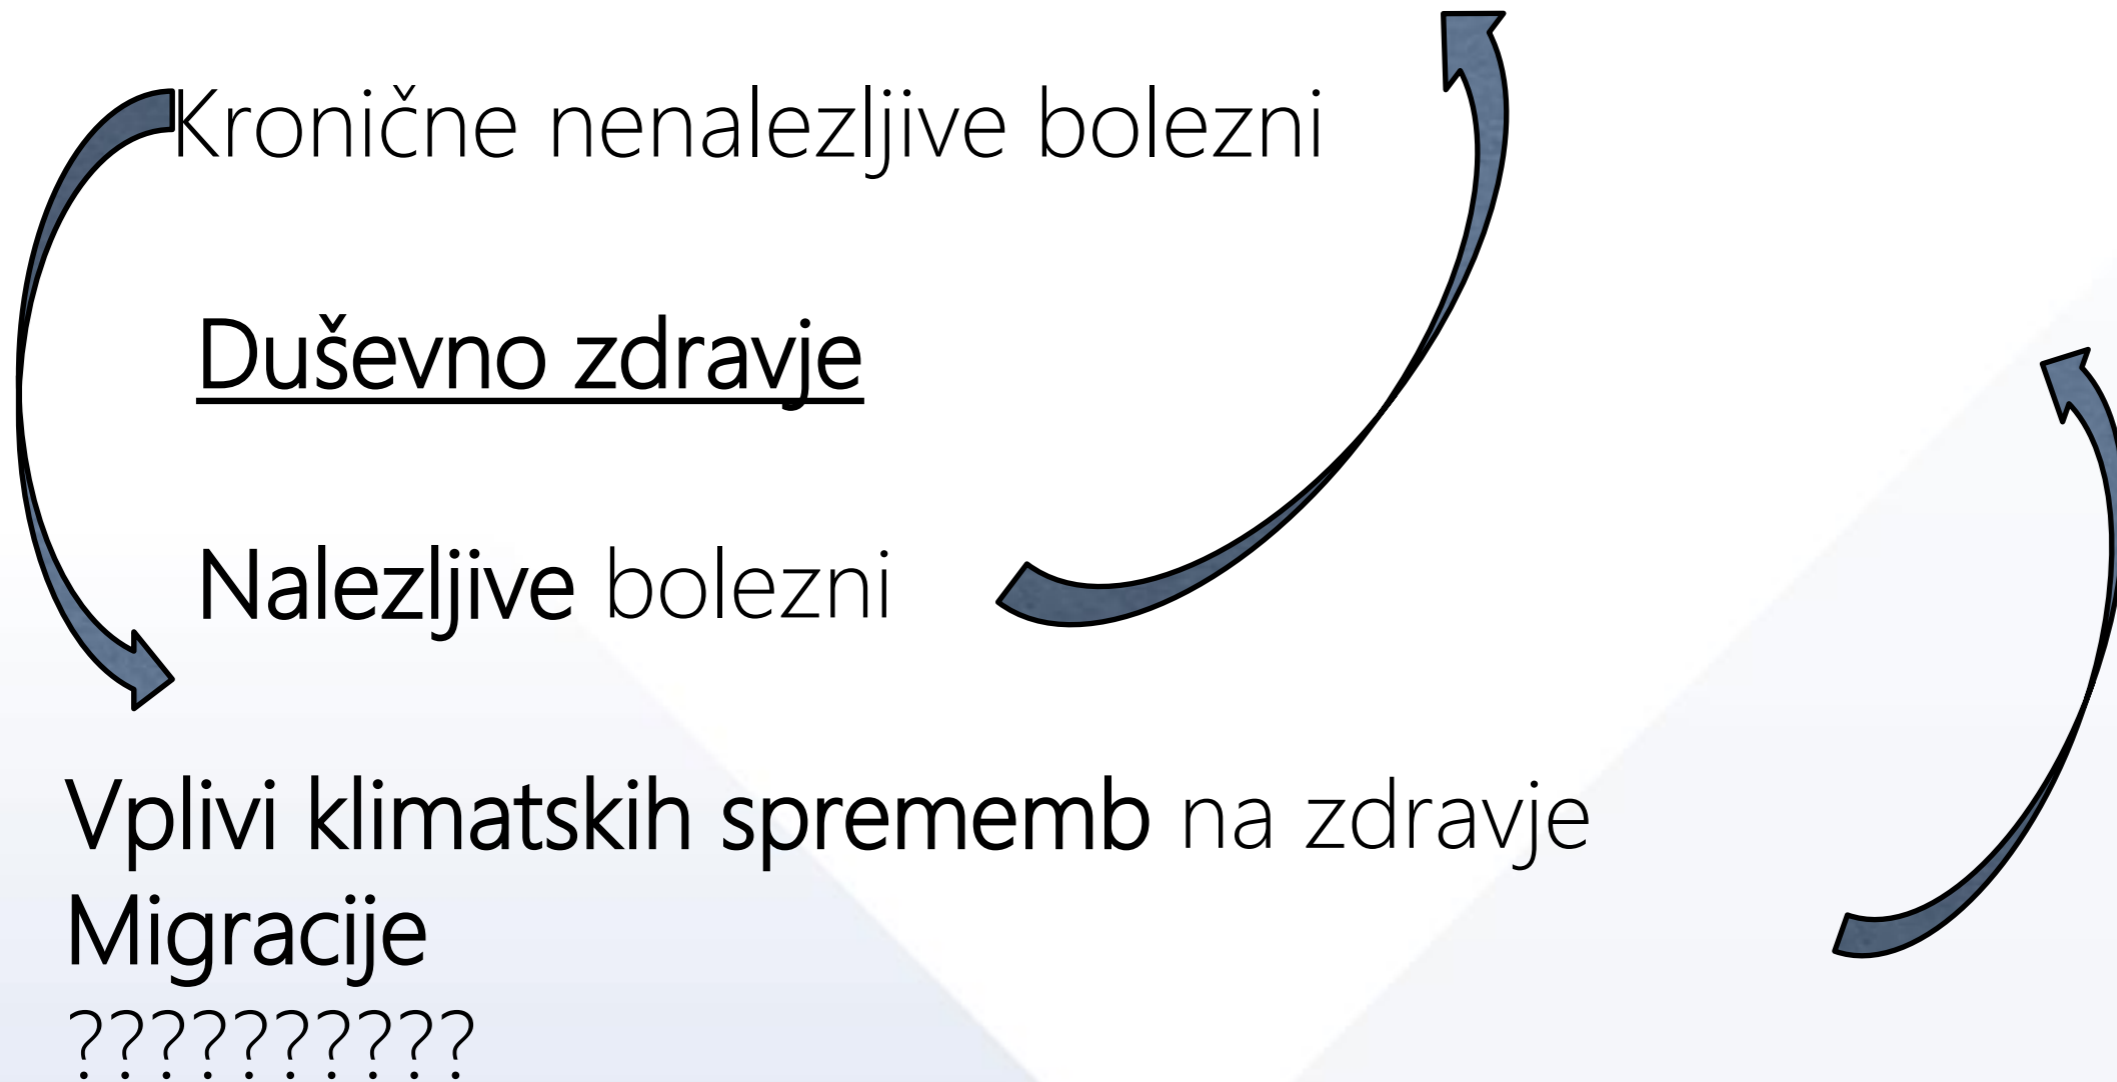 Kronične nenalezljive bolezni
Duševno zdravje
Nalezljive bolezni
Vplivi klimatskih sprememb na zdravje
Migracije
??????????